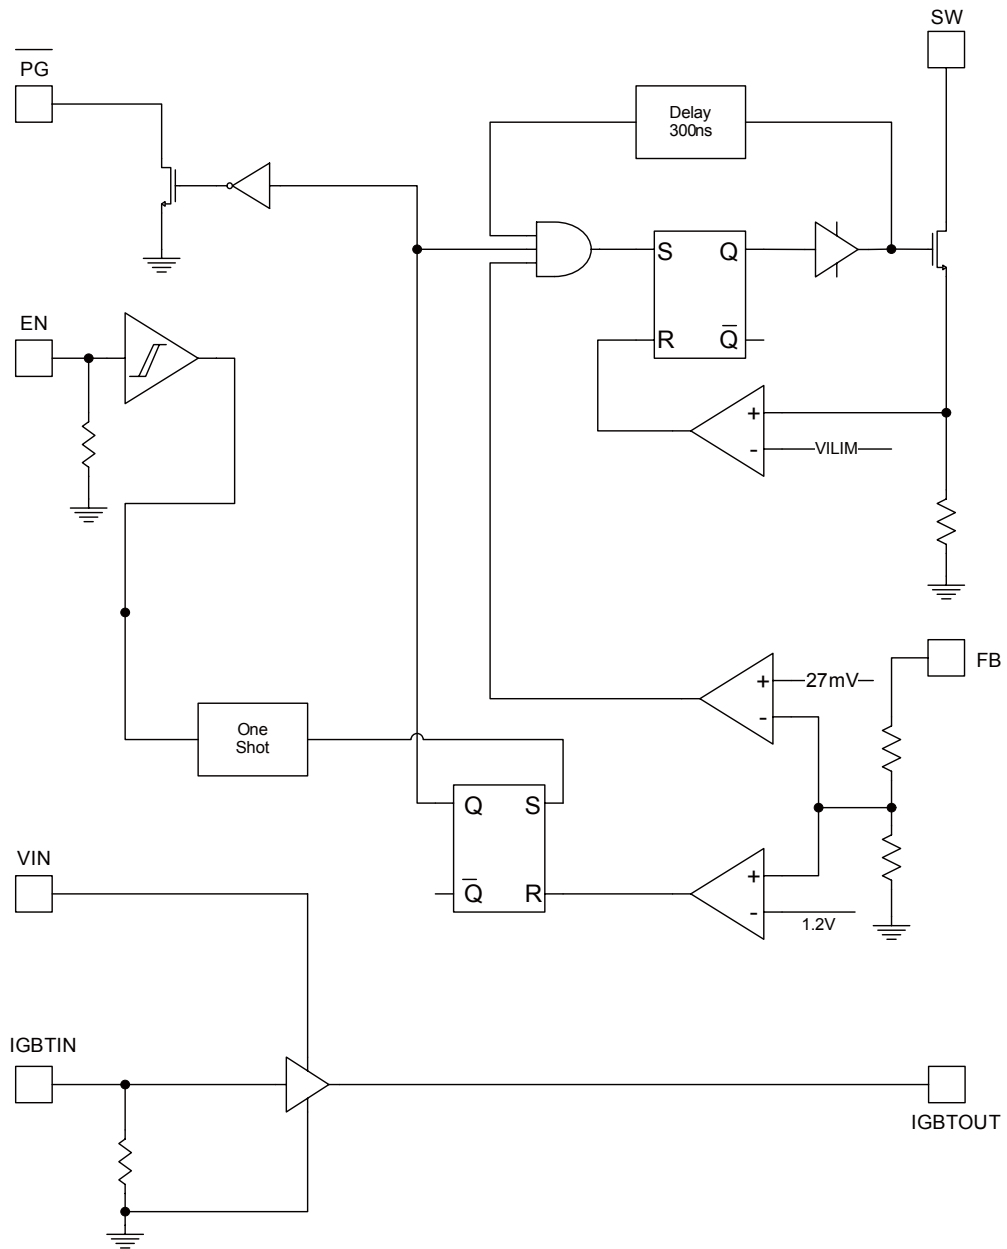 SW
PG
Delay
300ns
S
Q
R
Q
EN
+
-
VILIM
FB
+
27mV
-
One
Shot
Q
S
Q
R
VIN
+
-
1.2V
IGBTIN
IGBTOUT